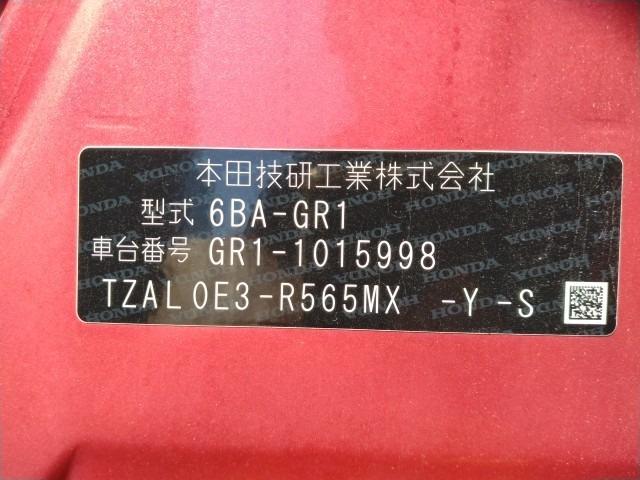 本田技研工業株式会社
型式 6BA-GR1
車台番号 GR1-1015998
TZAL0E3-R565MX -Y-S